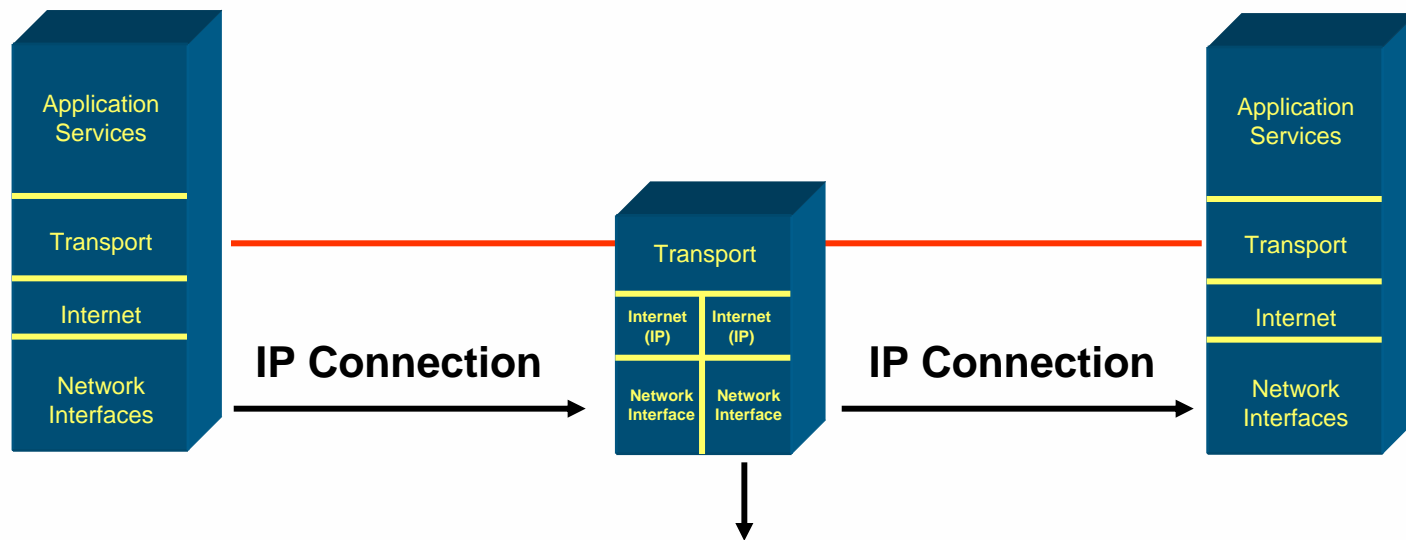 Application
Services
Transport
Internet
Network
Interfaces
IP Connection
Transport
Internet
(IP)
Internet
(IP)
Network
Interface
Network
Interface
IP Connection
Application
Services
Transport
Internet
Network
Interfaces